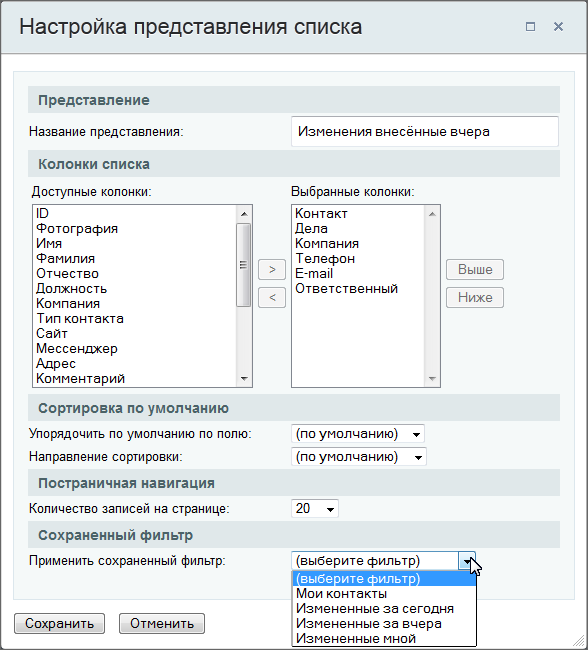 Настройка представления списка
Представление
Название представления: Изменения внесённые вчера
Колонки списка
Доступные колонки: Выбранные колонки:
ID
Фотография
Имя
Фамилия
Отчество
Должность
Компания
Тип контакта
Сайт
Мессенджер
Адрес
Комментарий
>
<
Контакт
Дела
Компания
Телефон
E-mail
Ответственный
Выше
Ниже
Сортировка по умолчанию
Упорядочить по умолчанию по полю: (по умолчанию)
Направление сортировки: (по умолчанию)
Постраничная навигация
Количество записей на странице: 20
Сохраненный фильтр
Применить сохраненный фильтр: (выберите фильтр)
(выберите фильтр)
Мои контакты
Измененные за сегодня
Измененные за вчера
Измененные мной
Сохранить Отменить